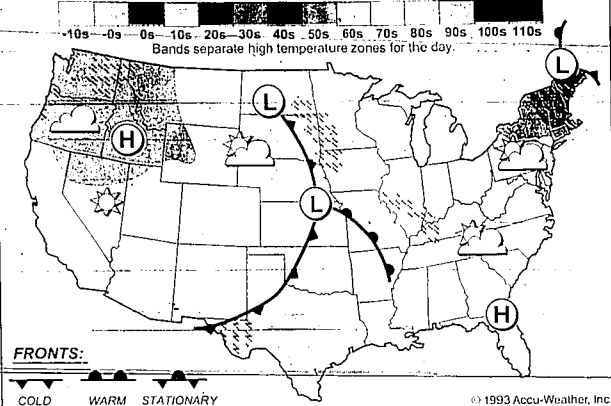 -10s -0s 0s 10s 20s 30s 40s 50s 60s 70s 80s 90s 100s 110s
Bands separate high temperature zones for the day.
L
L
H
L
H
FRONTS:
COLD WARM STATIONARY
© 1993 Accu-Weather, Inc